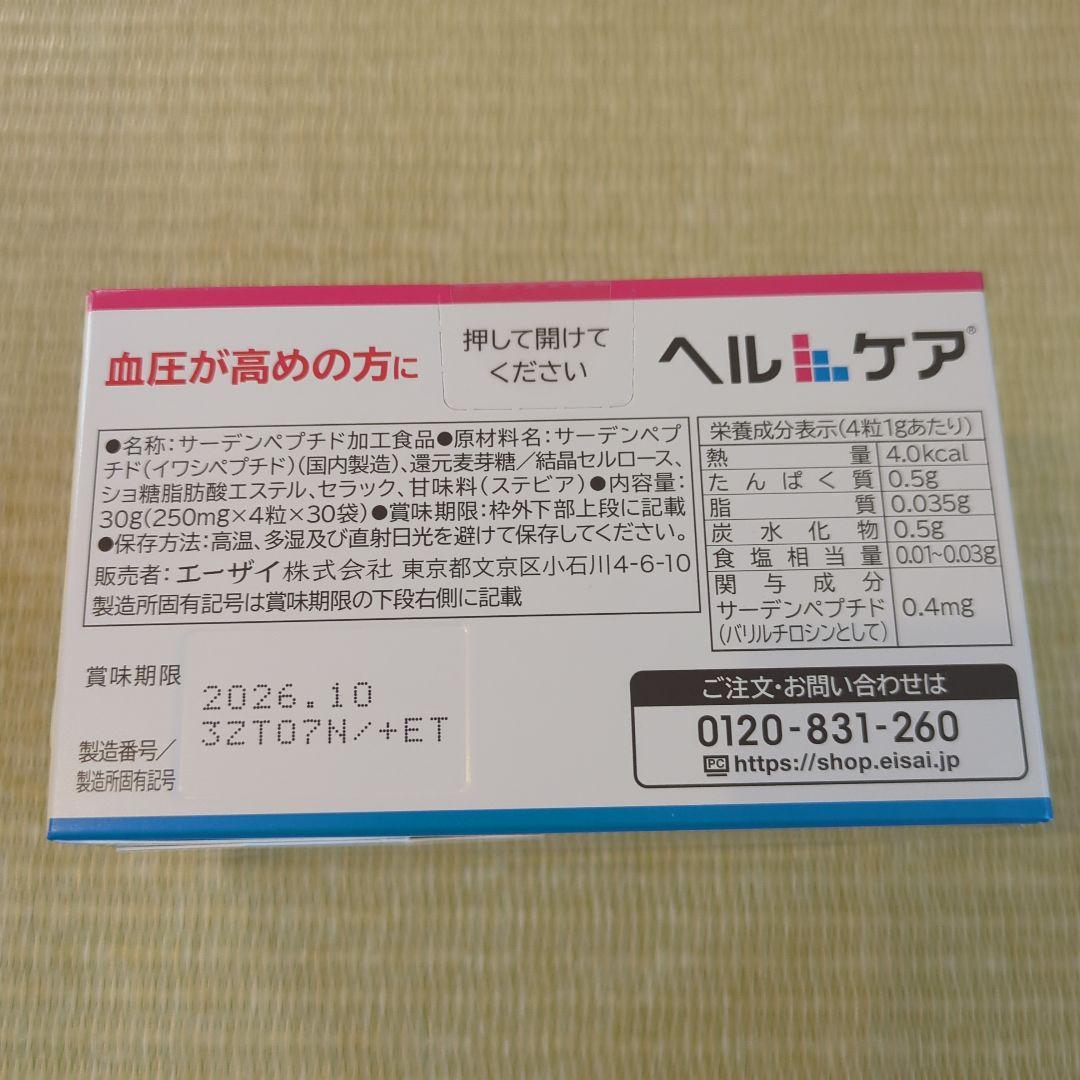 血圧が高めの方に
押して開けて
ください
ヘルケア®
●名称:サーデンペプチド加工食品●原材料名:サーデンペプ
チド(イワシペプチド)(国内製造)、還元麦芽糖/結晶セルロース、
ショ糖脂肪酸エステル、セラック、甘味料(ステビア)●内容量:
30g(250mg×4粒×30袋)●賞味期限:枠外下部上段に記載
●保存方法:高温、多湿及び直射日光を避けて保存してください。
販売者:エーザイ株式会社 東京都文京区小石川4-6-10
製造所固有記号は賞味期限の下段右側に記載
栄養成分表示(4粒1gあたり)
熱量 4.0kcal
たんぱく質 0.5g
脂質 0.035g
炭水化物 0.5g
食塩相当量 0.01~0.03g
関与成分
サーデンペプチド 0.4mg
(バリルチロシンとして)
賞味期限
2026.10
32T07N/+ET
製造番号/
製造所固有記号
ご注文・お問い合わせは
0120-831-260
PC https://shop.eisai.jp